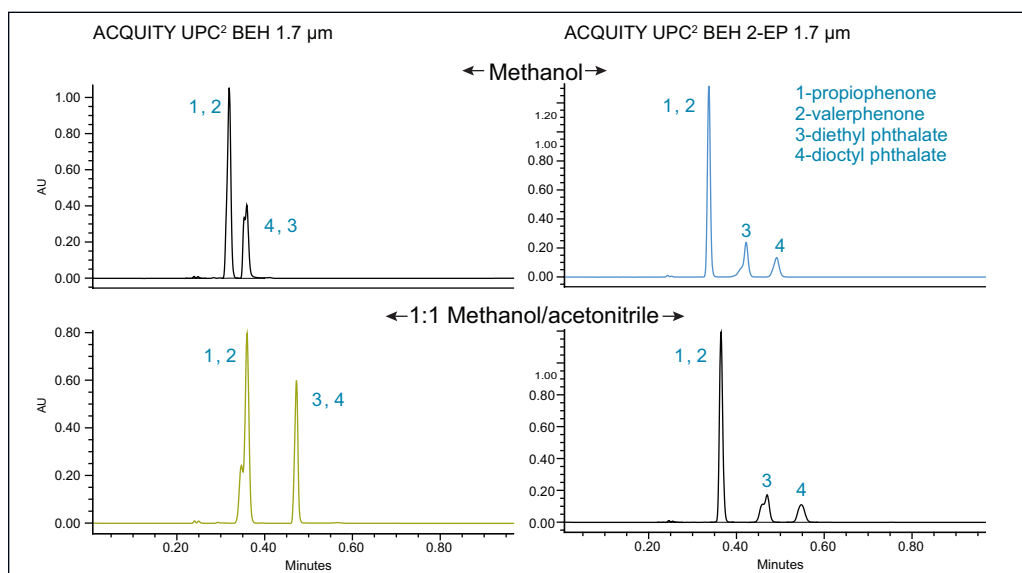 ACQUITY UPC² BEH 1.7 µm
ACQUITY UPC² BEH 2-EP 1.7 µm
Methanol
1.00
0.80
0.60
0.40
0.20
0.00
AU
1, 2
4, 3
1.20
1.00
0.80
0.60
0.40
0.20
0.00
1, 2
3
4
1-propiophenone
2-valerphenone
3-diethyl phthalate
4-dioctyl phthalate
1:1 Methanol/acetonitrile
0.80
0.60
0.40
0.20
0.00
AU
1, 2
3, 4
0.20 0.40 0.60 0.80
Minutes
1.00
0.80
0.60
0.40
0.20
0.00
1, 2
3
4
0.20 0.40 0.60 0.80
Minutes